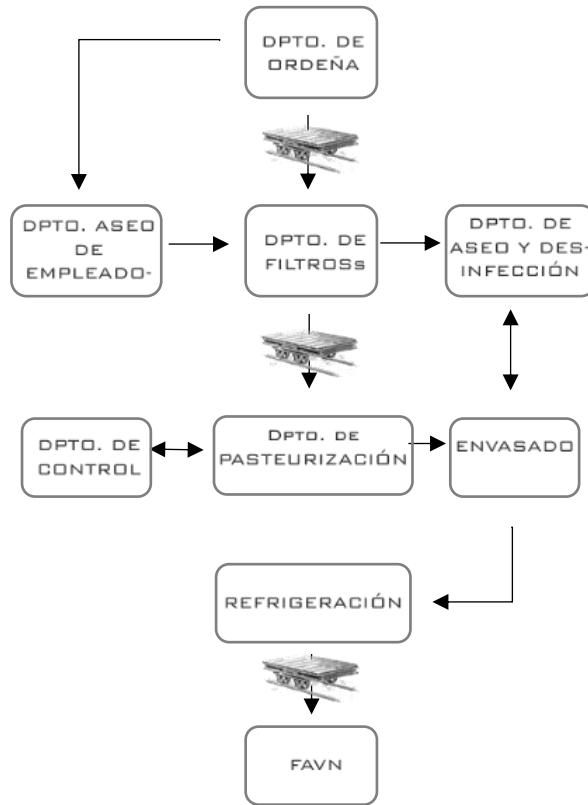 DPTO. DE
ORDEÑA
DPTO. ASEO
DE
EMPLEADO-
DPTO. DE
FILTROSs
DPTO. DE
ASEO Y DES-
INFECCIÓN
DPTO. DE
CONTROL
DPTO. DE
PASTEURIZACIÓN
ENVASADO
REFRIGERACIÓN
FAVN